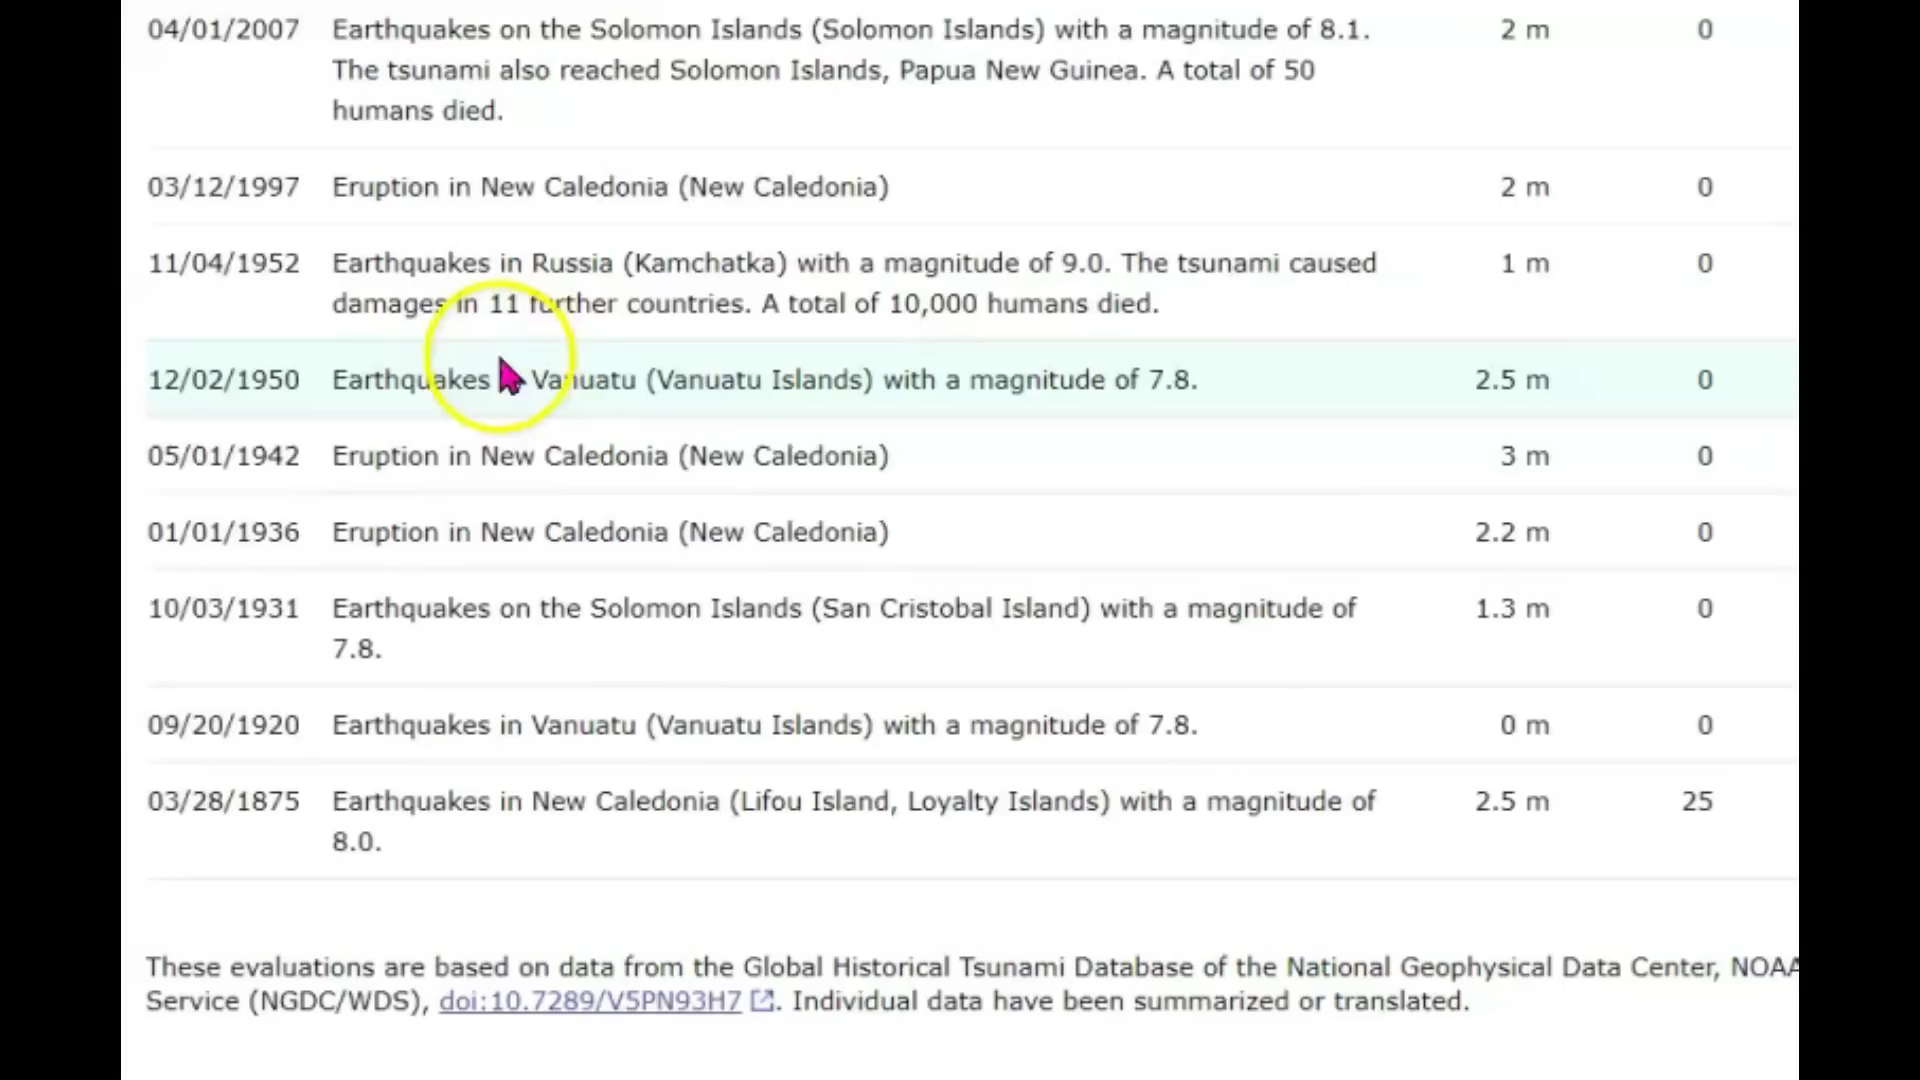 04/01/2007 Earthquakes on the Solomon Islands (Solomon Islands) with a magnitude of 8.1. 2 m 0
The tsunami also reached Solomon Islands, Papua New Guinea. A total of 50
humans died.
03/12/1997 Eruption in New Caledonia (New Caledonia) 2 m 0
11/04/1952 Earthquakes in Russia (Kamchatka) with a magnitude of 9.0. The tsunami caused 1 m 0
damages in 11 further countries. A total of 10,000 humans died.
12/02/1950 Earthquakes Vanuatu (Vanuatu Islands) with a magnitude of 7.8. 2.5 m 0
05/01/1942 Eruption in New Caledonia (New Caledonia) 3 m 0
01/01/1936 Eruption in New Caledonia (New Caledonia) 2.2 m 0
10/03/1931 Earthquakes on the Solomon Islands (San Cristobal Island) with a magnitude of 1.3 m 0
7.8.
09/20/1920 Earthquakes in Vanuatu (Vanuatu Islands) with a magnitude of 7.8. 0 m 0
03/28/1875 Earthquakes in New Caledonia (Lifou Island, Loyalty Islands) with a magnitude of 2.5 m 25
8.0.
These evaluations are based on data from the Global Historical Tsunami Database of the National Geophysical Data Center, NOAA
Service (NGDC/WDS), doi:10.7289/V5PN93H7. Individual data have been summarized or translated.